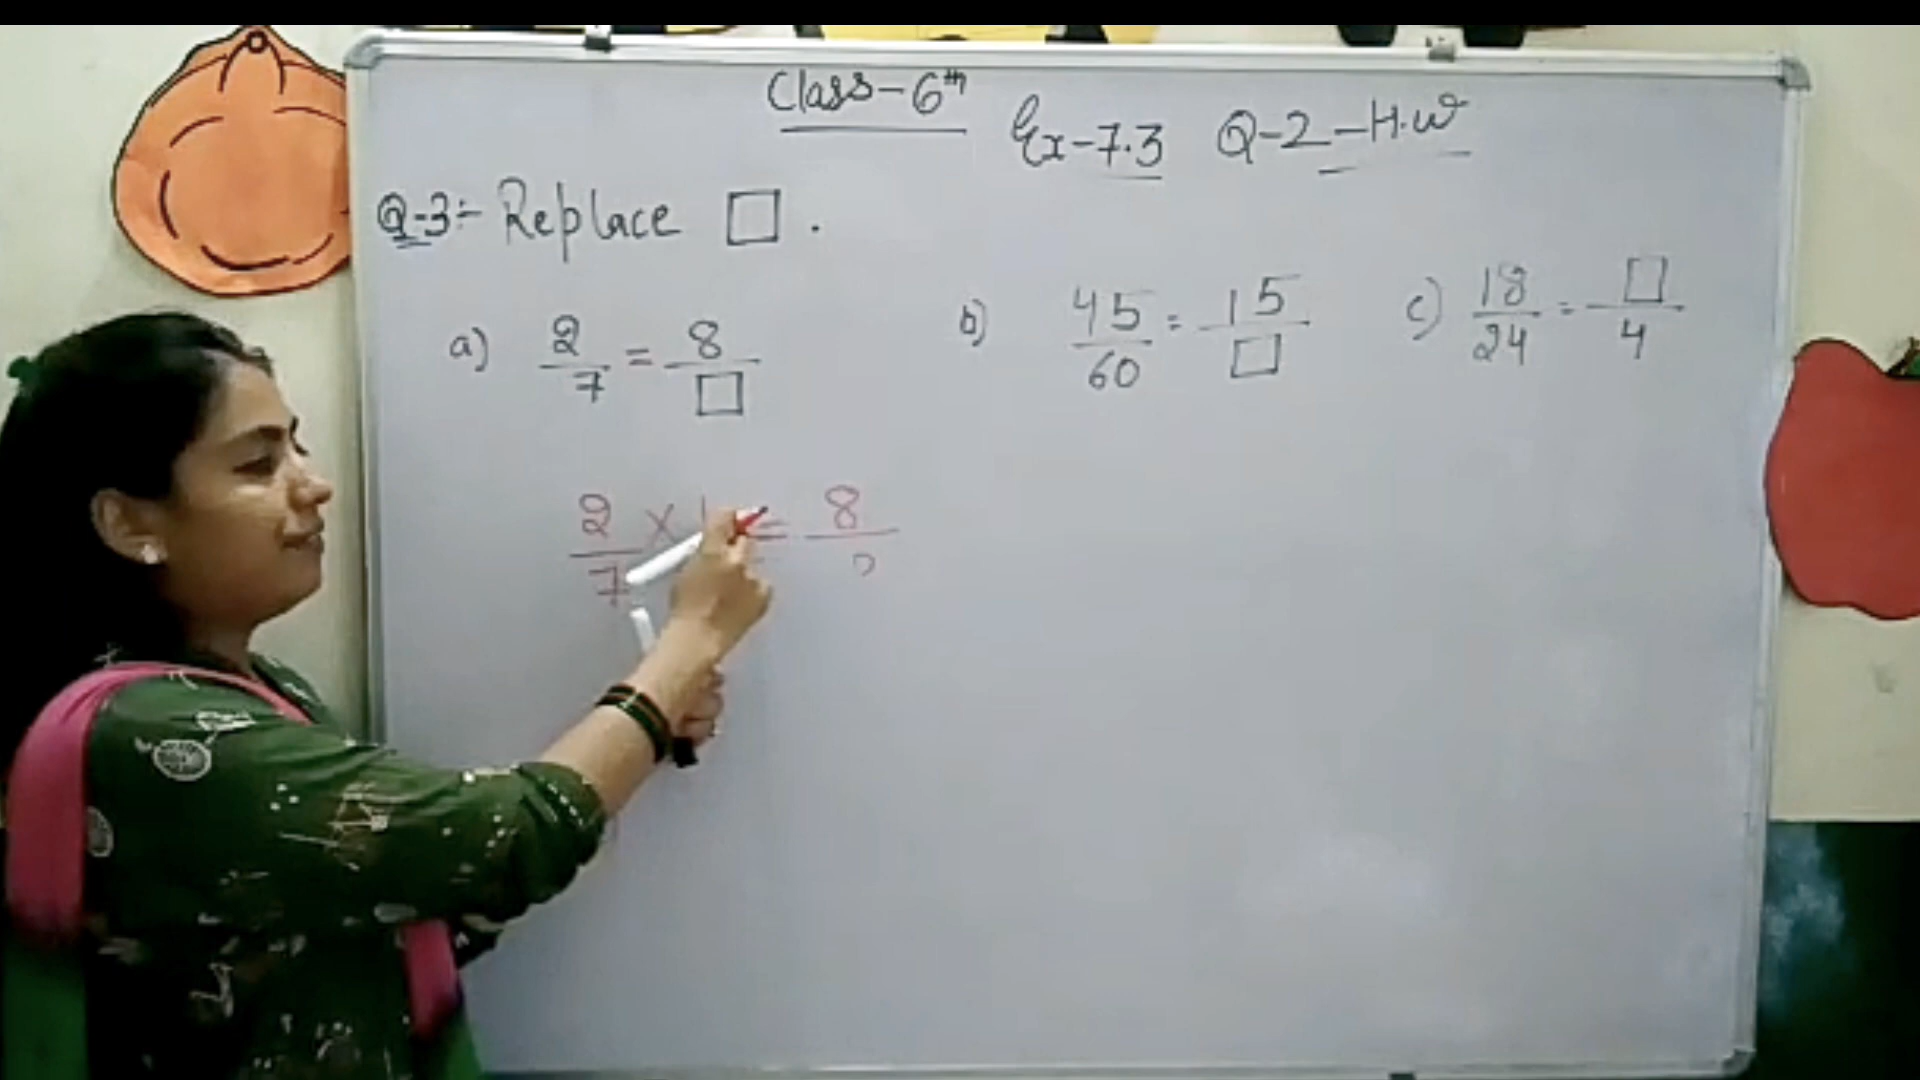 Class-6th
Ex-7.3 Q-2-H.W
Q-3:- Replace □.
a) 2/7 = 8/□
b) 45/60 = 15/□
c) 18/24 = □/4
2/7 × = 8/?